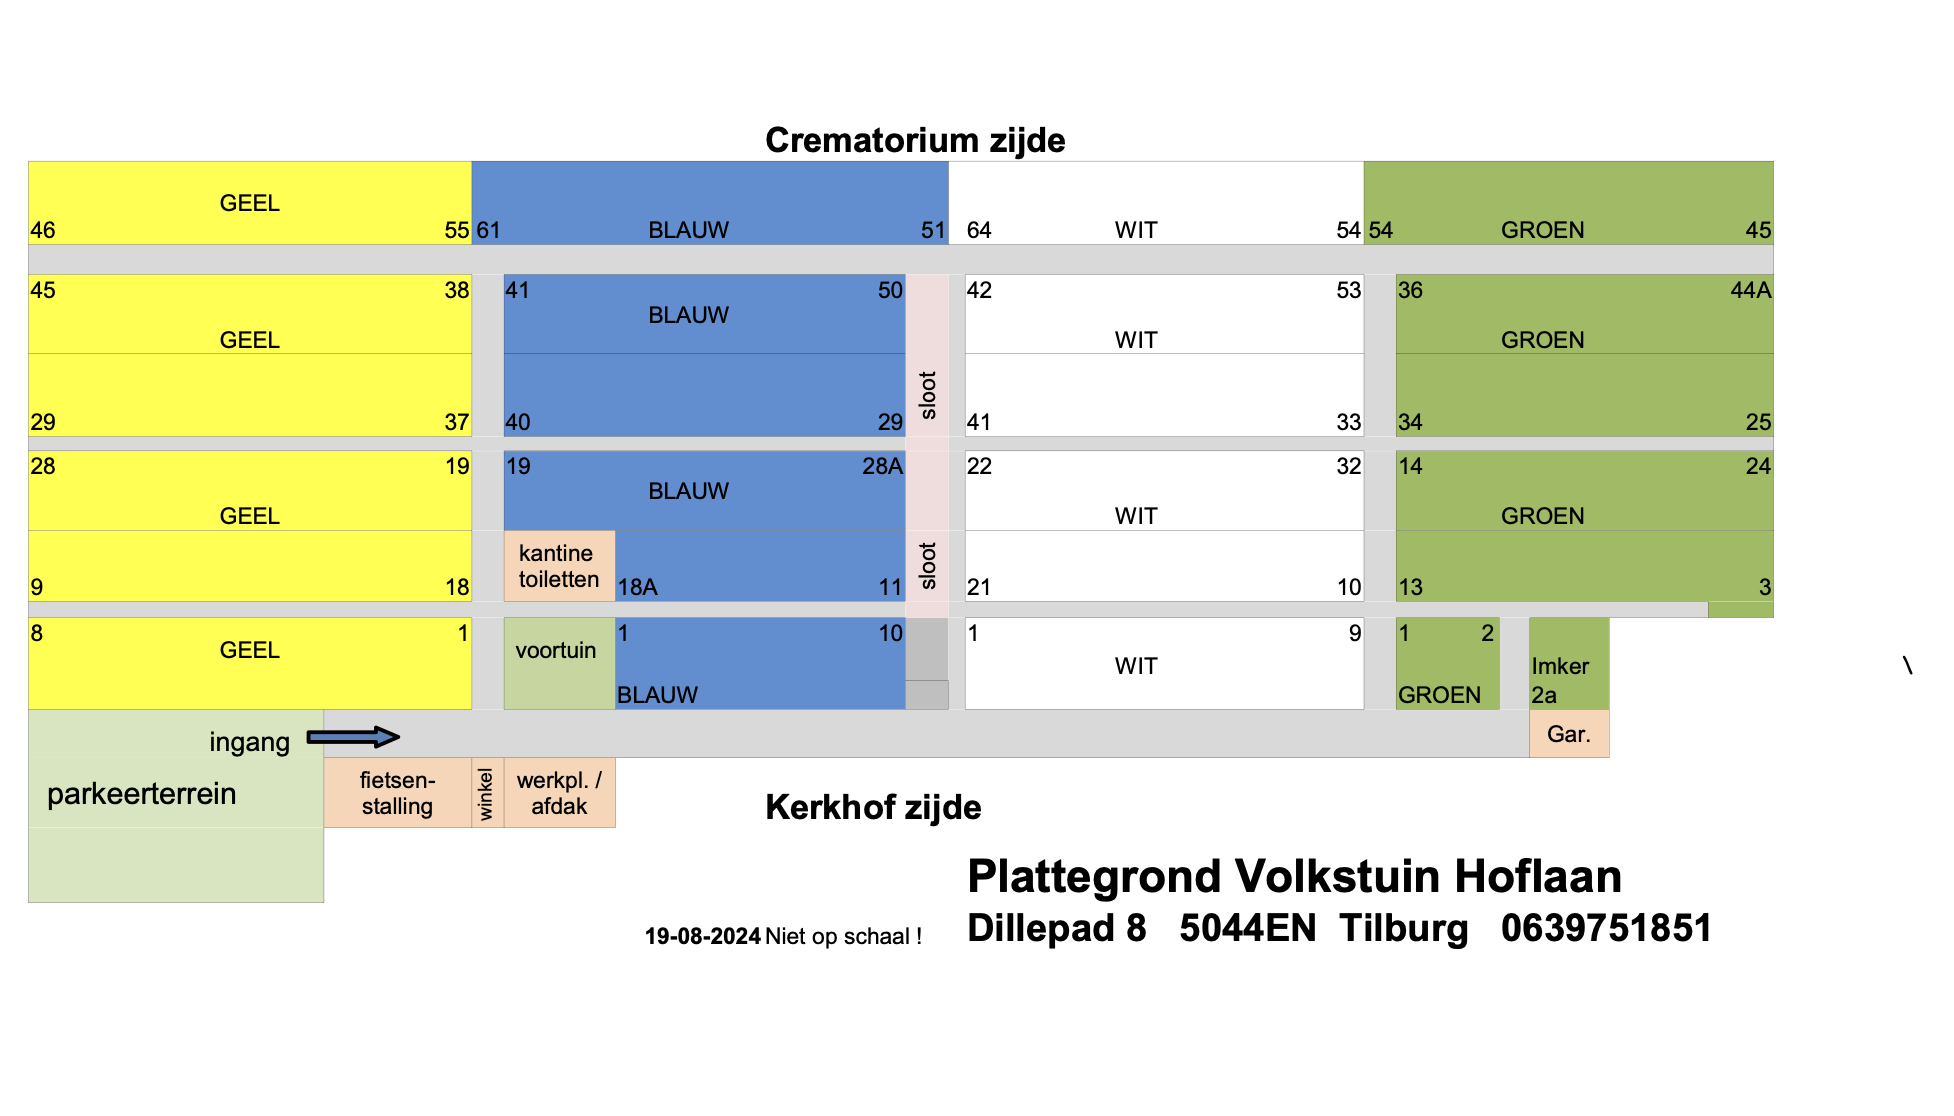 Crematorium zijde
GEEL
46 55 61 BLAUW 51 64 WIT 54 54 GROEN 45
45 38 41 50 42 53 36 44A
BLAUW
GEEL WIT GROEN
sloot
29 37 40 29 41 33 34 25
28 19 19 28A 22 32 14 24
BLAUW
GEEL WIT GROEN
kantine
toiletten
sloot
9 18 18A 11 21 10 13 3
8 1 1 10 1 9 1 2
GEEL voortuin WIT Imker
BLAUW GROEN 2a
ingang Gar.
parkeerterrein
fietsen-
stalling
winkel
werkpl. /
afdak
Kerkhof zijde
Plattegrond Volkstuin Hoflaan
19-08-2024 Niet op schaal !
Dillepad 8 5044EN Tilburg 0639751851
\